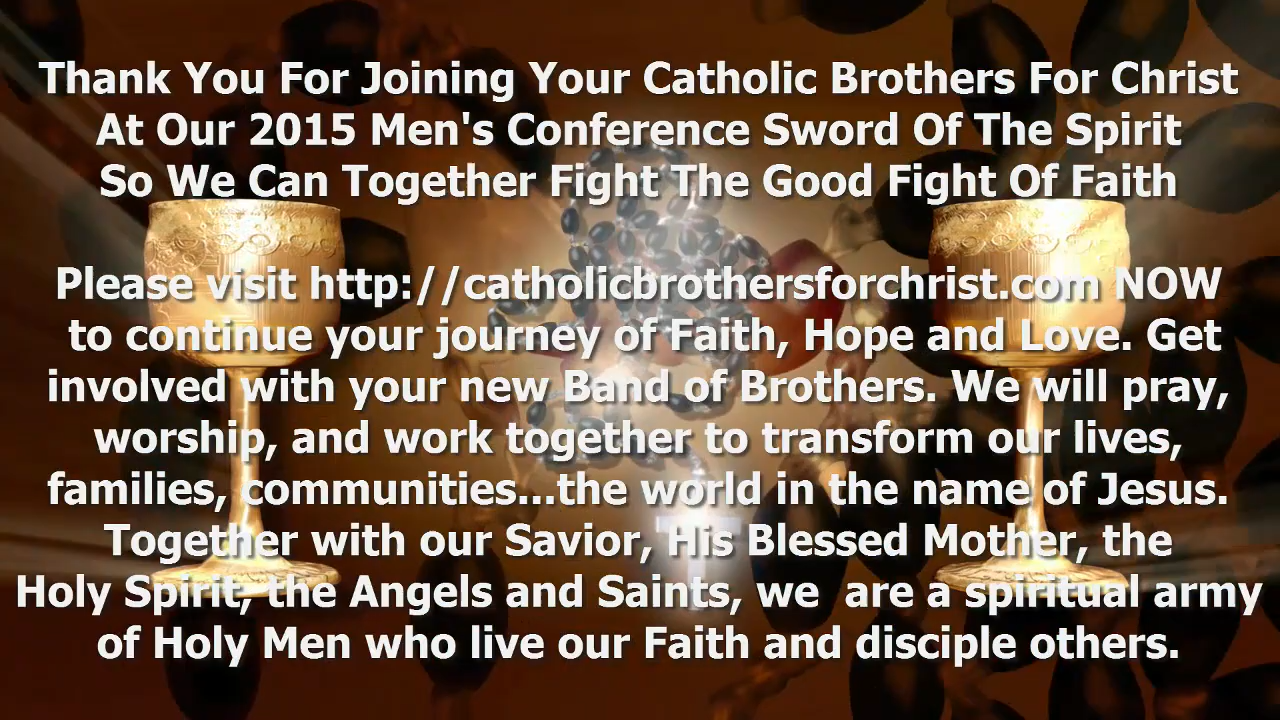 Thank You For Joining Your Catholic Brothers For Christ
At Our 2015 Men's Conference Sword Of The Spirit
So We Can Together Fight The Good Fight Of Faith
Please visit http://catholicbrothersforchrist.com NOW
to continue your journey of Faith, Hope and Love. Get
involved with your new Band of Brothers. We will pray,
worship, and work together to transform our lives,
families, communities...the world in the name of Jesus.
Together with our Savior, His Blessed Mother, the
Holy Spirit, the Angels and Saints, we  are a spiritual army
of Holy Men who live our Faith and disciple others.